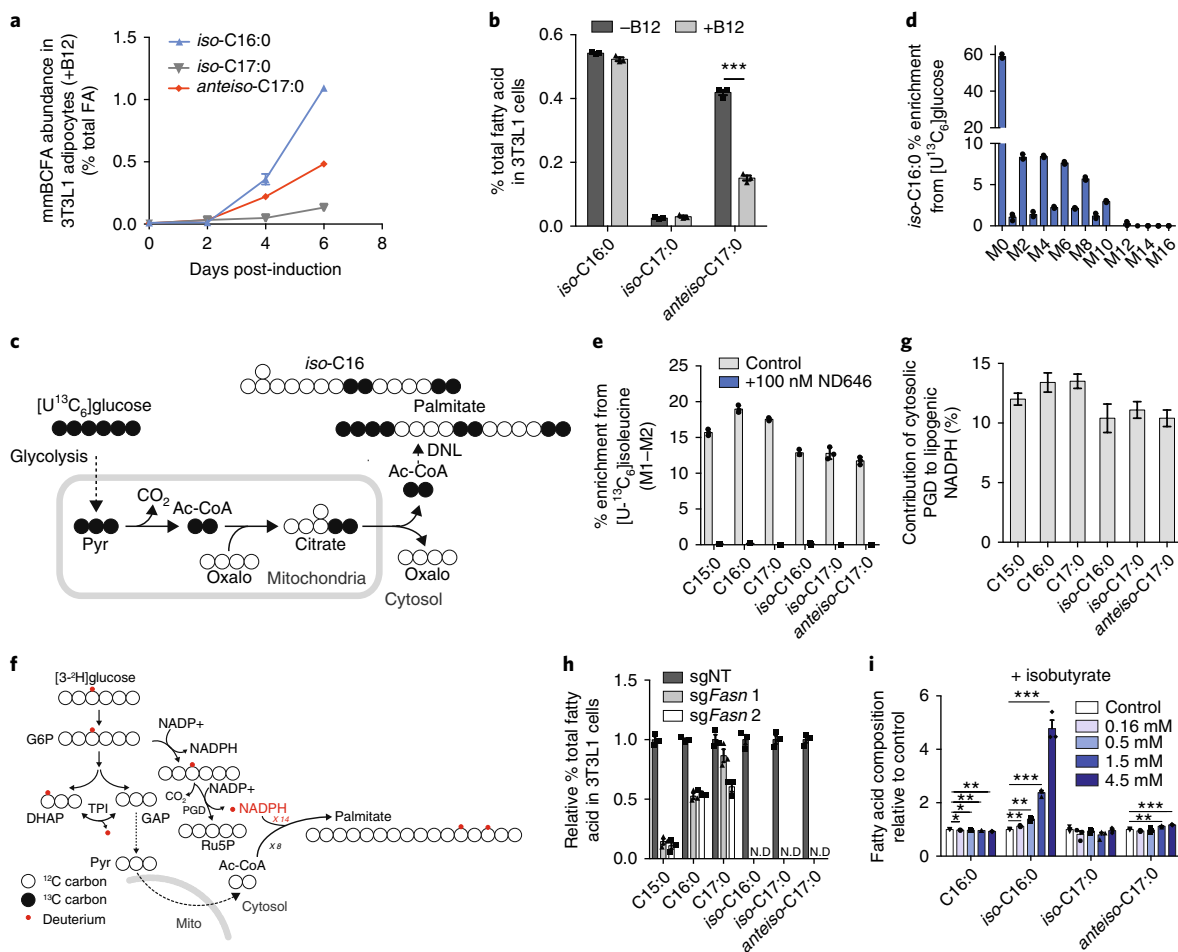 a
mmBCFA abundance in
3T3L1 adipocytes (+B12)
(% total FA)
1.5
1.0
0.5
0.0
iso-C16:0
iso-C17:0
anteiso-C17:0
0
2
4
6
8
Days post-induction
b
% total fatty acid
in 3T3L1 cells
0.6
0.4
0.2
0.0
–B12
+B12
***
iso-C16:0
iso-C17:0
anteiso-C17:0
d
iso-C16:0 % enrichment
from [U13C6]glucose
60
40
20
10
5
0
M0
M2
M4
M6
M8
M10
M12
M14
M16
c
iso-C16
[U13C6]glucose
Palmitate
Glycolysis
DNL
Ac-CoA
CO2
Ac-CoA
Pyr
Citrate
Oxalo
Oxalo
Mitochondria
Cytosol
e
% enrichment from
[U-13C6]isoleucine
(M1–M2)
25
20
15
10
5
0
Control
+100 nM ND646
C15:0
C16:0
C17:0
iso-C16:0
iso-C17:0
anteiso-C17:0
g
Contribution of cytosolic
PGD to lipogenic
NADPH (%)
15
10
5
0
C15:0
C16:0
C17:0
iso-C16:0
iso-C17:0
anteiso-C17:0
f
[3-2H]glucose
NADP+
G6P
NADPH
NADP+
CO2
PGD
NADPH
X 14
TPI
DHAP
GAP
Ru5P
Palmitate
X 8
Ac-CoA
Pyr
Cytosol
Mito
12C carbon
13C carbon
Deuterium
h
Relative % total fatty
acid in 3T3L1 cells
1.5
1.0
0.5
0.0
sgNT
sgFasn 1
sgFasn 2
N.D
N.D
N.D
C15:0
C16:0
C17:0
iso-C16:0
iso-C17:0
anteiso-C17:0
i
+ isobutyrate
Fatty acid composition
relative to control
6
4
2
0
Control
0.16 mM
0.5 mM
1.5 mM
4.5 mM
**
**
*
*
***
***
**
**
***
**
C16:0
iso-C16:0
iso-C17:0
anteiso-C17:0